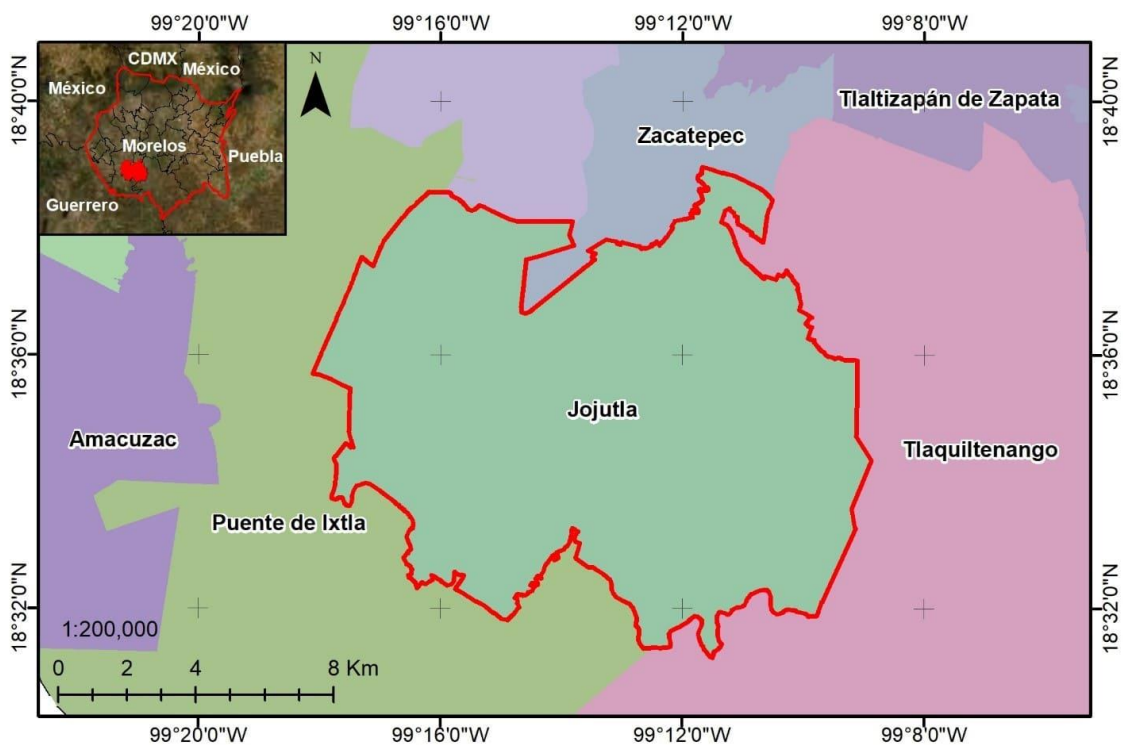 99°20'0"W 99°16'0"W 99°12'0"W 99°8'0"W
CDMX
México
México
Morelos
Puebla
Guerrero
N
18°40'0"N
18°40'0"N
Tlaltizapán de Zapata
Zacatepec
18°36'0"N
18°36'0"N
Jojutla
Amacuzac
Tlaquiltenango
Puente de Ixtla
18°32'0"N
18°32'0"N
1:200,000
0 2 4 8 Km
99°20'0"W 99°16'0"W 99°12'0"W 99°8'0"W